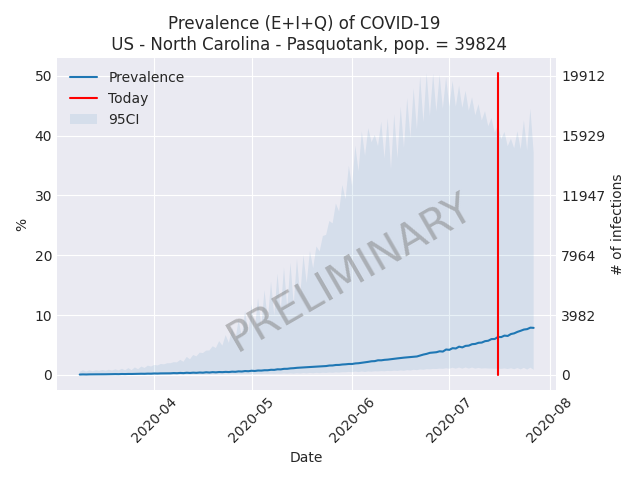 Prevalence (E+I+Q) of COVID-19
US - North Carolina - Pasquotank, pop. = 39824
Prevalence
Today
95CI
50
40
30
20
10
0
%
19912
15929
11947
7964
3982
0
# of infections
PRELIMINARY
2020-04
2020-05
2020-06
2020-07
2020-08
Date